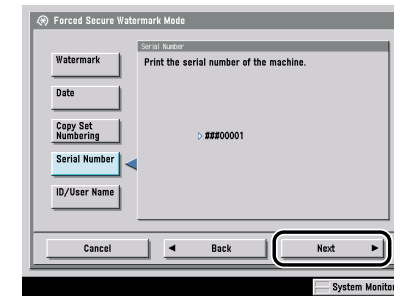 Forced Secure Watermark Mode
Serial Number
Print the serial number of the machine.
Watermark
Date
Copy Set
Numbering
Serial Number
ID/User Name
###00001
Cancel
Back
Next
System Monitor